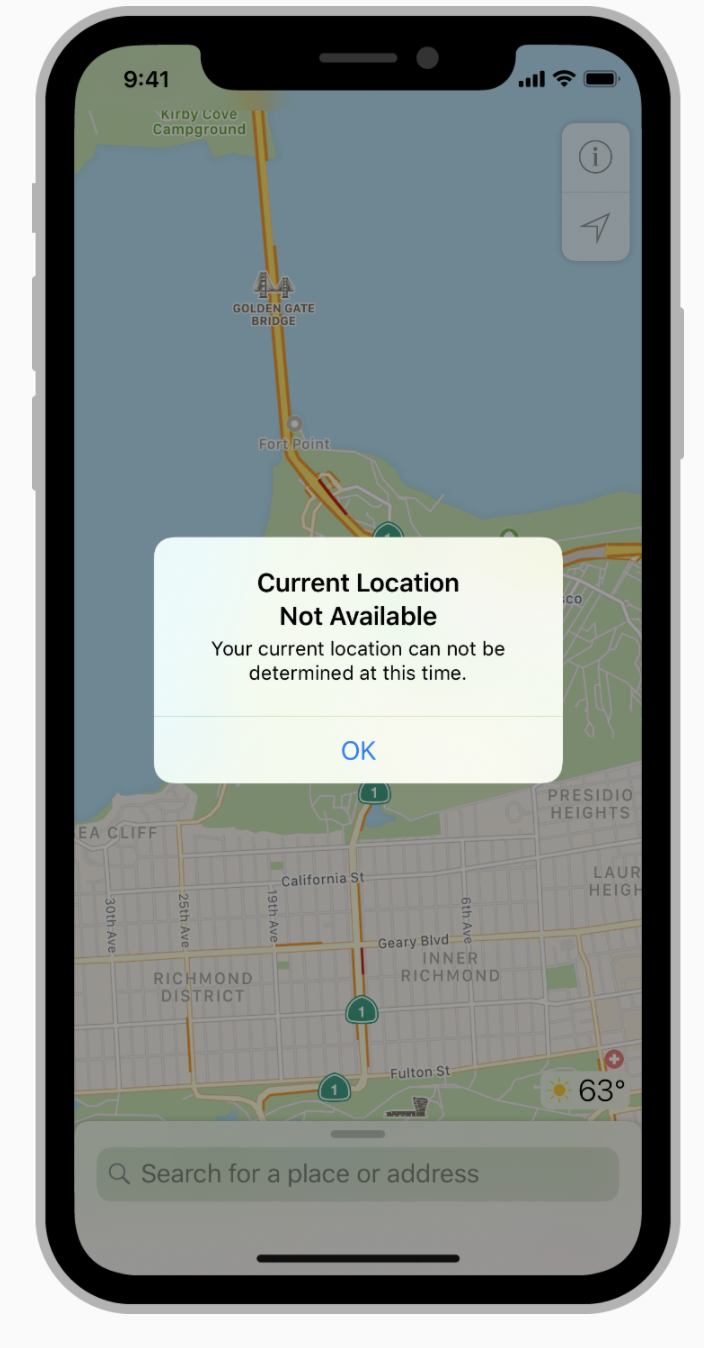 9:41
Kirby Cove
Campground
GOLDEN GATE
BRIDGE
Fort Point
1
Current Location
Not Available
Your current location can not be
determined at this time.
OK
sco
1
PRESIDIO
HEIGHTS
EA CLIFF
California St
LAUR
HEIGH
30th Ave
25th Ave
19th Ave
6th Ave
Geary Blvd
INNER
RICHMOND
RICHMOND
DISTRICT
1
Fulton St
1
63°
Search for a place or address